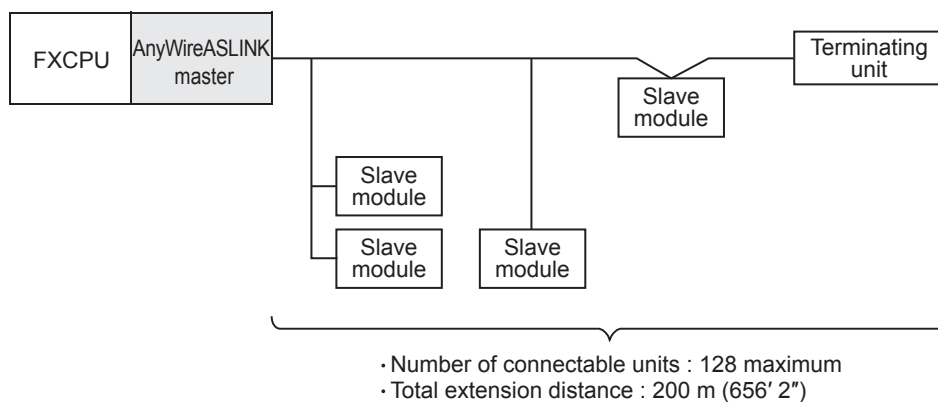 FXCPU
AnyWireASLINK
master
Terminating
unit
Slave
module
Slave
module
Slave
module
Slave
module
· Number of connectable units : 128 maximum
· Total extension distance : 200 m (656′ 2″)